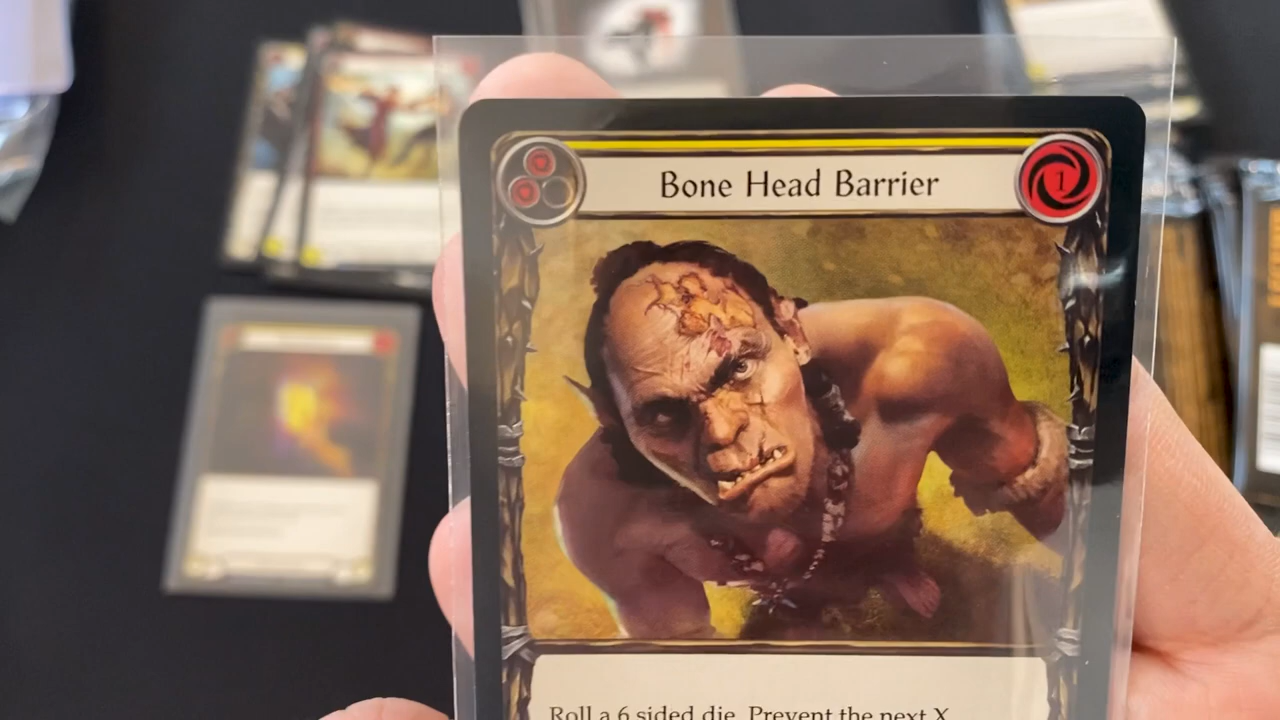 Bone Head Barrier
1
Roll a 6 sided die. Prevent the next X